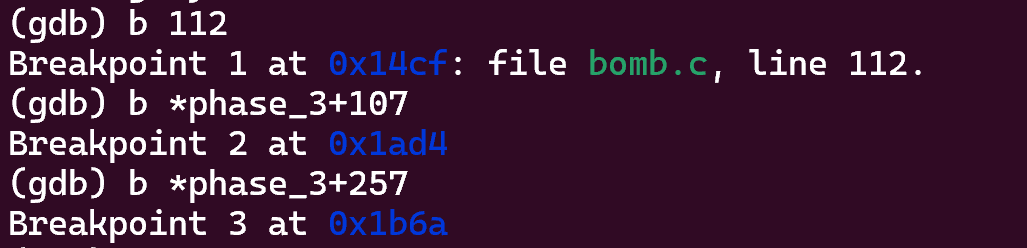 (gdb) b 112
Breakpoint 1 at 0x14cf: file bomb.c, line 112.
(gdb) b *phase_3+107
Breakpoint 2 at 0x1ad4
(gdb) b *phase_3+257
Breakpoint 3 at 0x1b6a